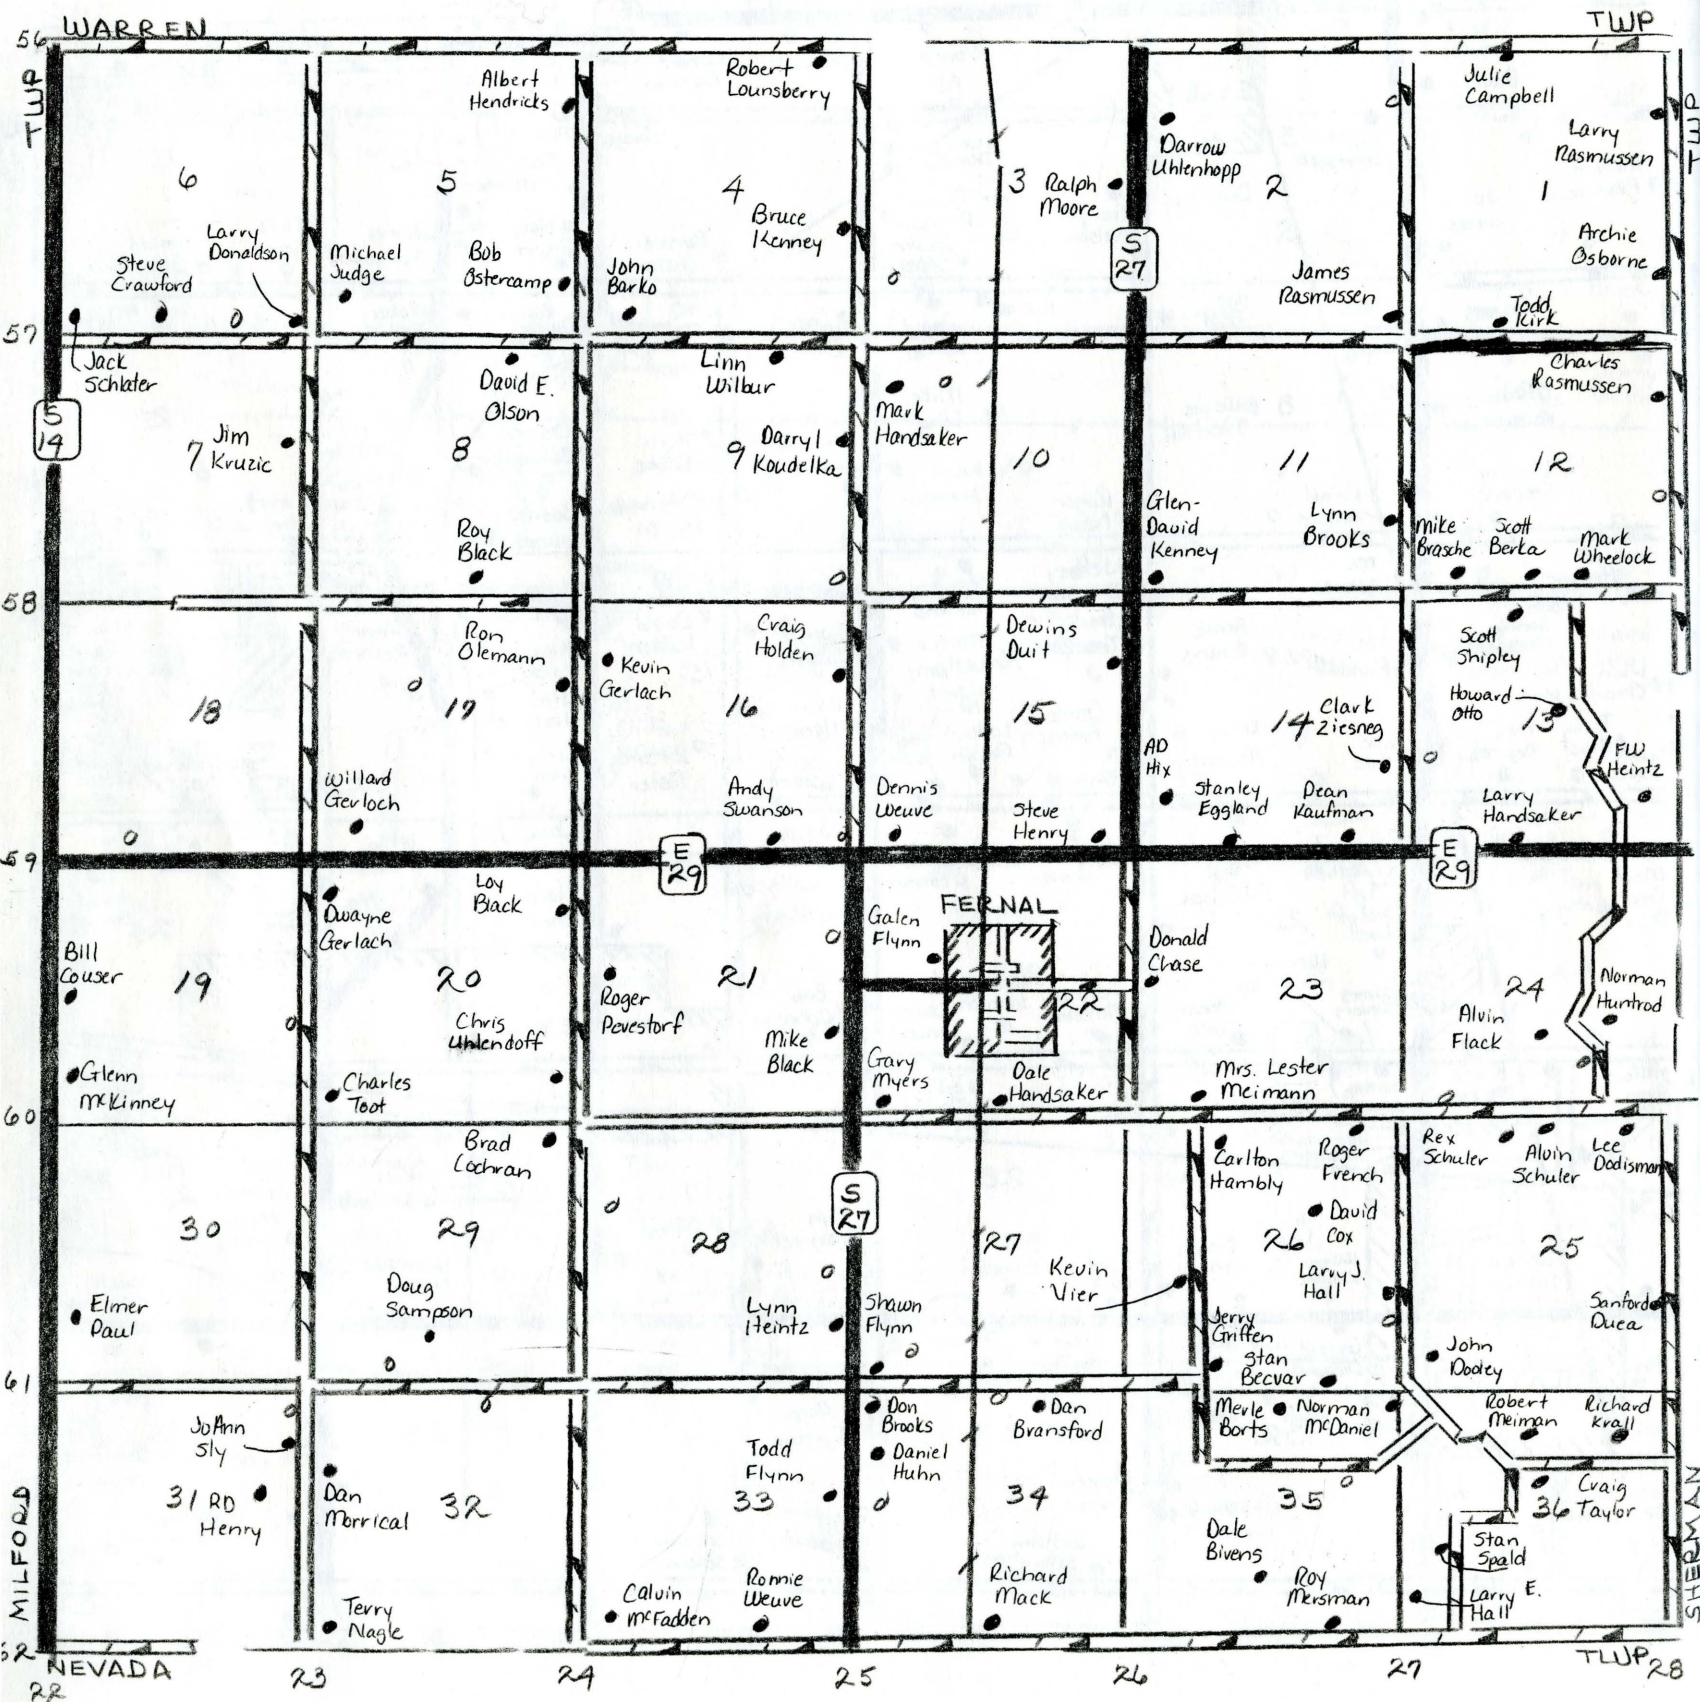 56
WARREN
TWP
TWP
TWP
Albert
Hendricks
Robert
Lounsberry
Julie
Campbell
Darrow
Uhlenhopp
Larry
Rasmussen
6
5
4
3
Ralph
Moore
2
1
Bruce
Kenney
Larry
Donaldson
Michael
Judge
Bob
Ostercamp
John
Barko
S
27
James
Rasmussen
Archie
Osborne
Steve
Crawford
Todd
Kirk
57
Jack
Schlater
David E.
Olson
Linn
Wilbur
Mark
Handsaker
Charles
Rasmussen
S
14
7
Jim
Kruzic
8
9
Darryl
Koudelka
10
11
12
Roy
Black
Glen-
David
Kenney
Lynn
Brooks
Mike
Brasche
Scott
Berka
Mark
Wheelock
58
Ron
Olemann
Kevin
Gerlach
Craig
Holden
Dewins
Duit
Scott
Shipley
Howard
Otto
18
17
16
15
14
Clark
Ziesneg
13
FW
Heintz
Willard
Gerloch
Andy
Swanson
Dennis
Weuve
Steve
Henry
AD
Hix
Stanley
Eggland
Dean
Kaufman
Larry
Handsaker
59
E
29
E
29
Dwayne
Gerlach
Loy
Black
Galen
Flynn
FERNAL
Donald
Chase
Bill
Couser
19
20
21
22
23
24
Norman
Huntrod
Chris
Uhlendoff
Roger
Pevestorf
Mike
Black
Alvin
Flack
Glenn
McKinney
Charles
Toot
Gary
Myers
Dale
Handsaker
Mrs. Lester
Meimann
60
Brad
Cochran
Carlton
Hambly
Roger
French
Rex
Schuler
Alvin
Schuler
Lee
Dodisman
30
29
28
S
27
27
26
David
Cox
25
Kevin
Vier
Larry J.
Hall
Elmer
Paul
Doug
Sampson
Lynn
Heintz
Shawn
Flynn
Jerry
Griffen
Stan
Becvar
John
Dooley
Sanford
Duea
61
JoAnn
Sly
Don
Brooks
Dan
Bransford
Merle
Borts
Norman
McDaniel
Robert
Meiman
Richard
Krall
Todd
Flynn
Daniel
Huhn
31
RD
Henry
Dan
Morrical
32
33
34
35
36
Craig
Taylor
Dale
Bivens
Stan
Spald
Terry
Nagle
Calvin
McFadden
Ronnie
Weuve
Richard
Mack
Roy
Mersman
Larry E.
Hall
MILFORD
SHERMAN
62
NEVADA
TWP
22
23
24
25
26
27
28